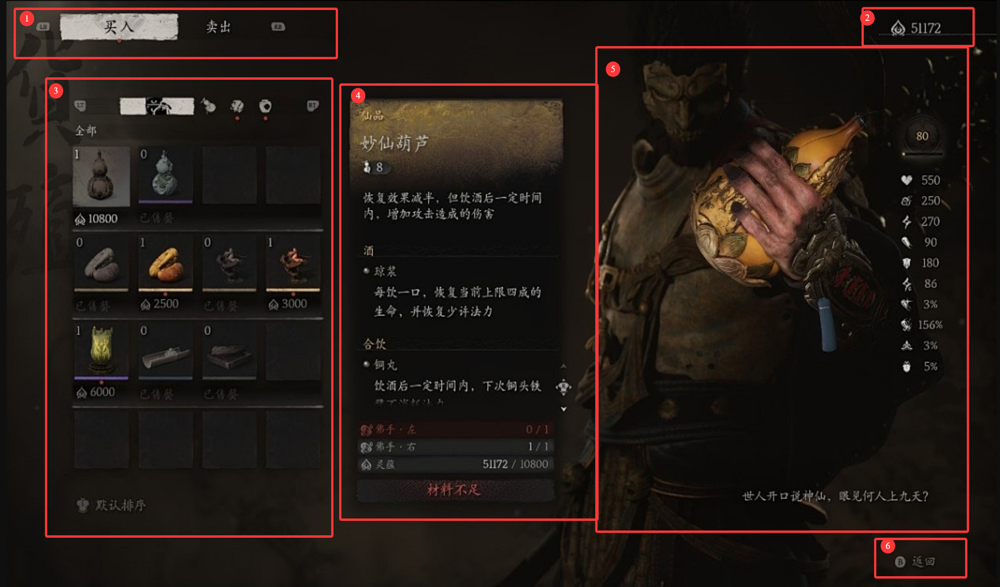 1
LB
买入
卖出
RB
2
51172
3
LT
RT
全部
1
0
10800
已售罄
0
1
0
1
已售罄
2500
已售罄
3000
1
0
0
6000
已售罄
已售罄
默认排序
4
仙品
妙仙葫芦
8
恢复效果减半，但饮酒后一定时间
内，增加攻击造成的伤害
酒
琼浆
每饮一口，恢复当前上限四成的
生命，并恢复少许法力
合饮
铜丸
饮酒后一定时间内，下次铜头铁
臂不消耗法力
R
佛手·左 0 / 1
佛手·右 1 / 1
灵蕴 51172 / 10800
材料不足
5
80
550
250
270
90
180
86
3%
156%
3%
5%
世人开口说神仙，眼见何人上九天？
6
B 返回